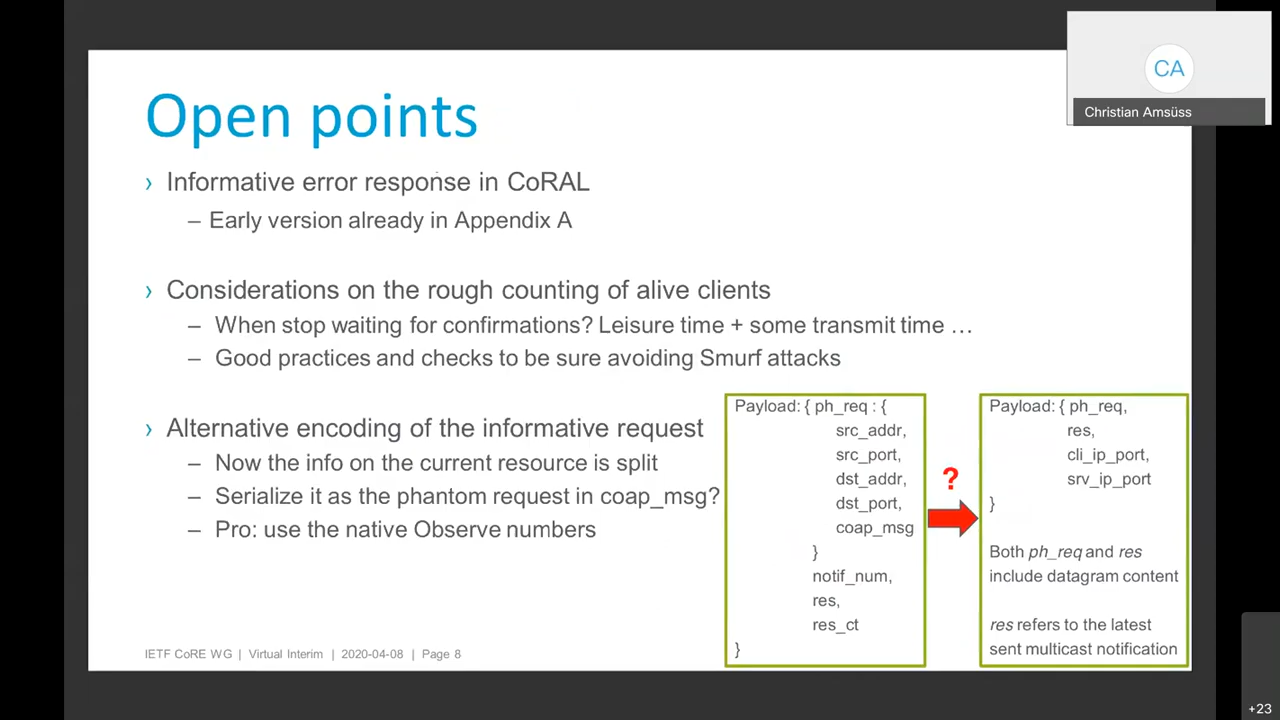 Open points
› Informative error response in CoRAL
– Early version already in Appendix A
› Considerations on the rough counting of alive clients
– When stop waiting for confirmations? Leisure time + some transmit time …
– Good practices and checks to be sure avoiding Smurf attacks
› Alternative encoding of the informative request
– Now the info on the current resource is split
– Serialize it as the phantom request in coap_msg?
– Pro: use the native Observe numbers
Payload: { ph_req : {
src_addr,
src_port,
dst_addr,
dst_port,
coap_msg
}
notif_num,
res,
res_ct
}
?
Payload: { ph_req,
res,
cli_ip_port,
srv_ip_port
}
Both ph_req and res
include datagram content
res refers to the latest
sent multicast notification
IETF CoRE WG | Virtual Interim | 2020-04-08 | Page 8
CA
Christian Amsüss
+23